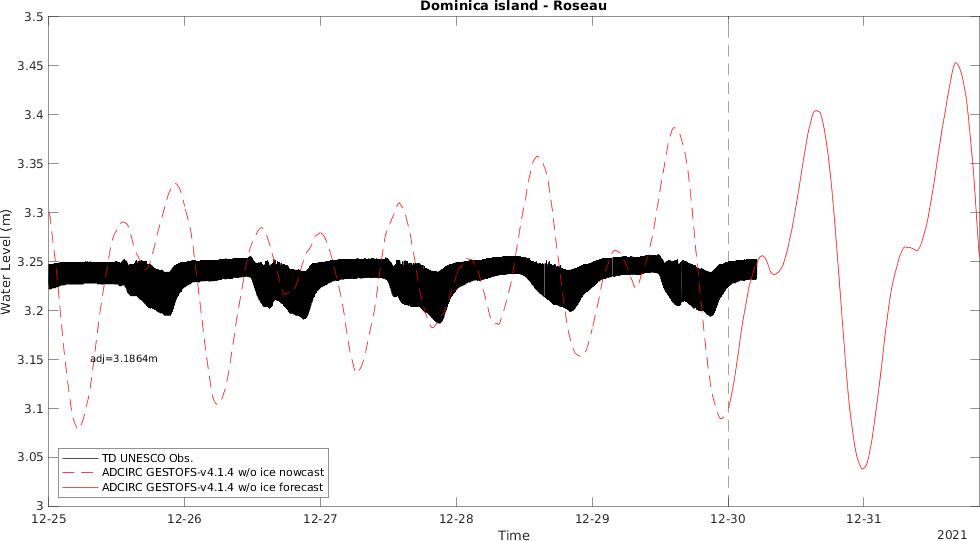 Dominica island - Roseau
3.5
3.45
3.4
3.35
3.3
3.25
3.2
3.15
3.1
3.05
3
Water Level (m)
adj=3.1864m
TD UNESCO Obs.
ADCIRC GESTOFS-v4.1.4 w/o ice nowcast
ADCIRC GESTOFS-v4.1.4 w/o ice forecast
12-25 12-26 12-27 12-28 12-29 12-30 12-31
Time
2021